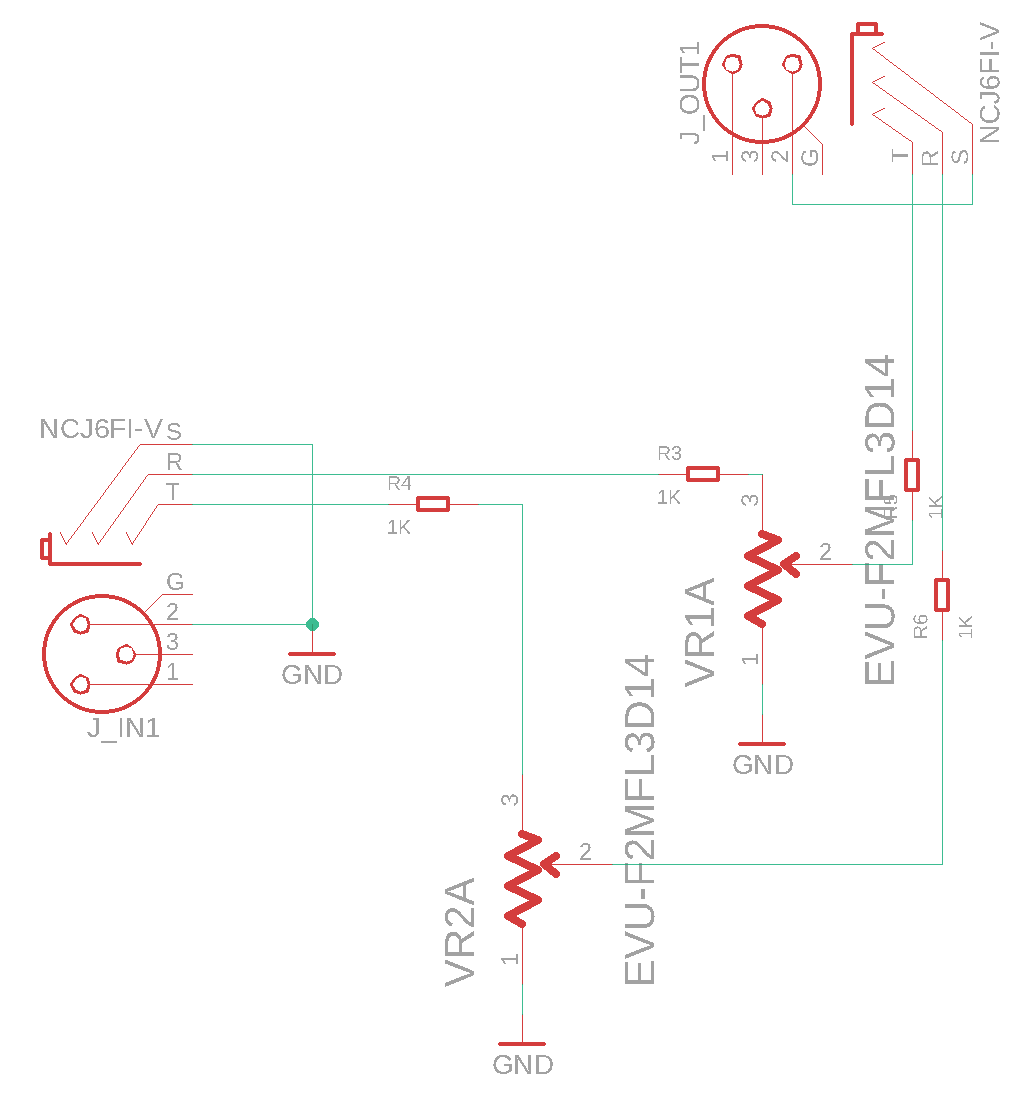 J_OUT1
NCJ6FI-V
1
3
2
G
T
R
S
NCJ6FI-V
S
R
T
R4
1K
R3
1K
3
2
1
VR1A
EVU-F2MFL3D14
GND
R5
1K
R6
1K
G
2
3
1
J_IN1
GND
3
2
1
VR2A
EVU-F2MFL3D14
GND